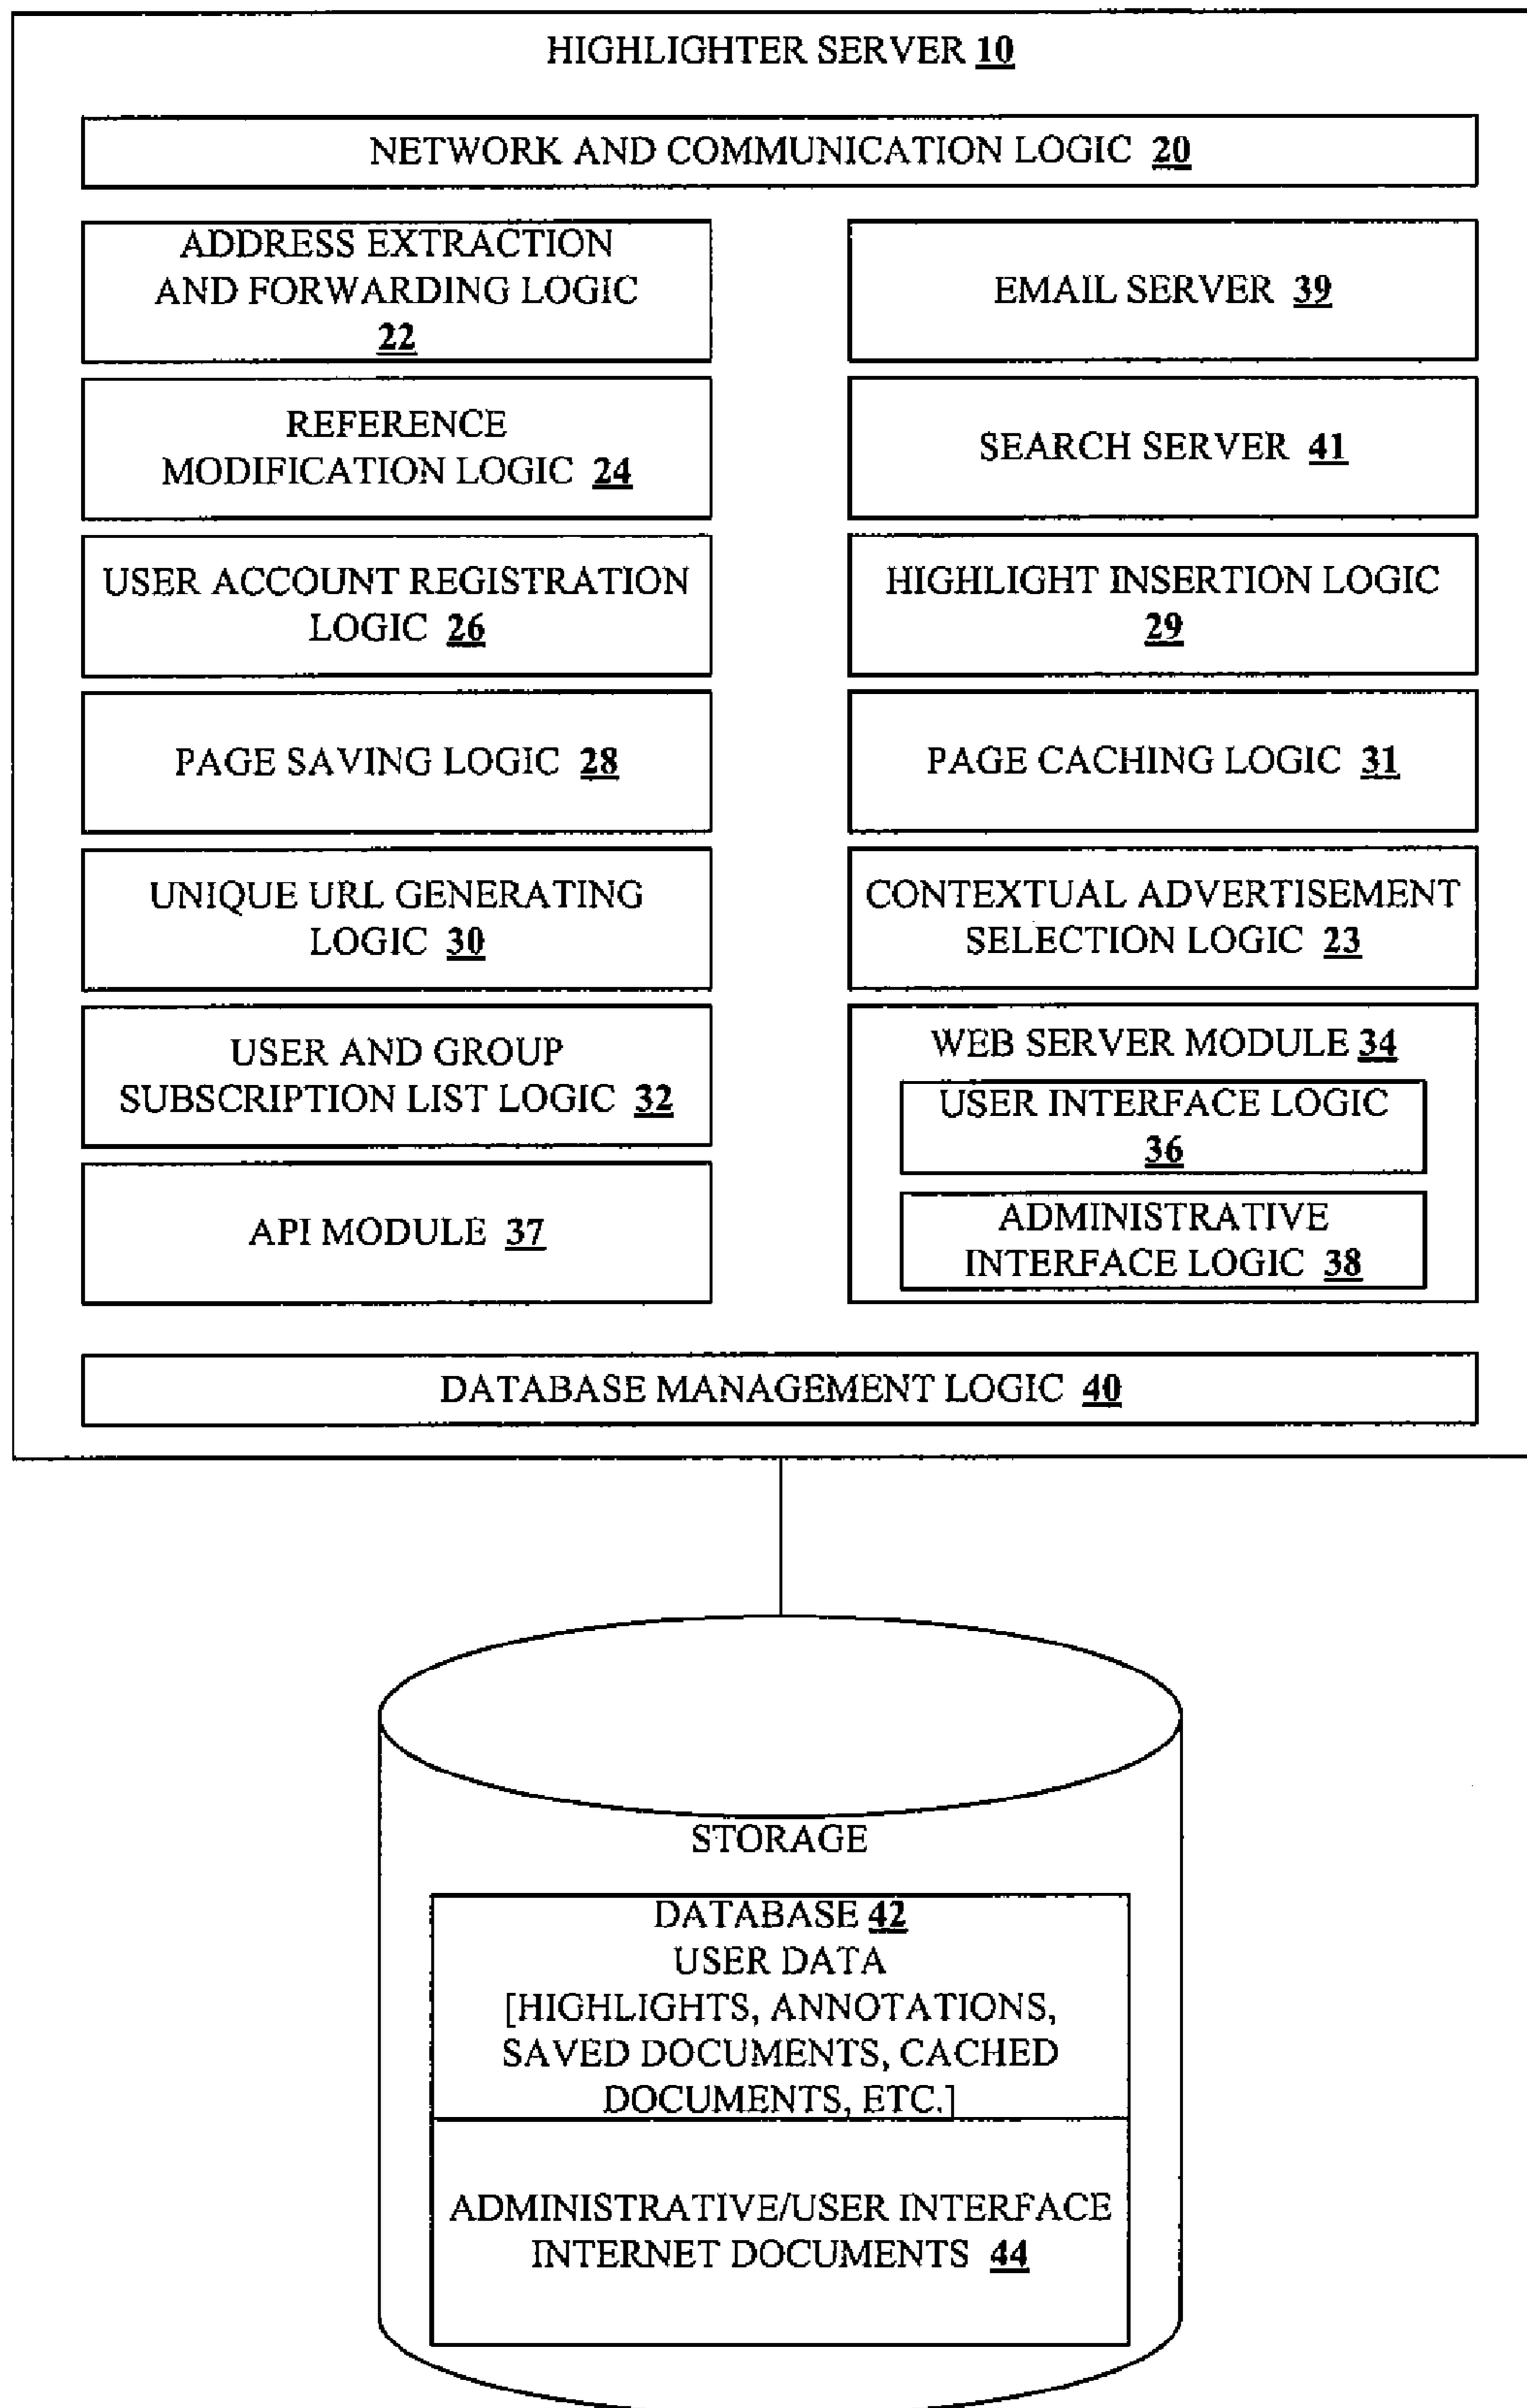 HIGHLIGHTER SERVER 10
NETWORK AND COMMUNICATION LOGIC 20
ADDRESS EXTRACTION
AND FORWARDING LOGIC
22
EMAIL SERVER 39
REFERENCE
MODIFICATION LOGIC 24
SEARCH SERVER 41
USER ACCOUNT REGISTRATION
LOGIC 26
HIGHLIGHT INSERTION LOGIC
29
PAGE SAVING LOGIC 28
PAGE CACHING LOGIC 31
UNIQUE URL GENERATING
LOGIC 30
CONTEXTUAL ADVERTISEMENT
SELECTION LOGIC 23
USER AND GROUP
SUBSCRIPTION LIST LOGIC 32
WEB SERVER MODULE 34
USER INTERFACE LOGIC
36
API MODULE 37
ADMINISTRATIVE
INTERFACE LOGIC 38
DATABASE MANAGEMENT LOGIC 40
STORAGE
DATABASE 42
USER DATA
[HIGHLIGHTS, ANNOTATIONS,
SAVED DOCUMENTS, CACHED
DOCUMENTS, ETC.]
ADMINISTRATIVE/USER INTERFACE
INTERNET DOCUMENTS 44